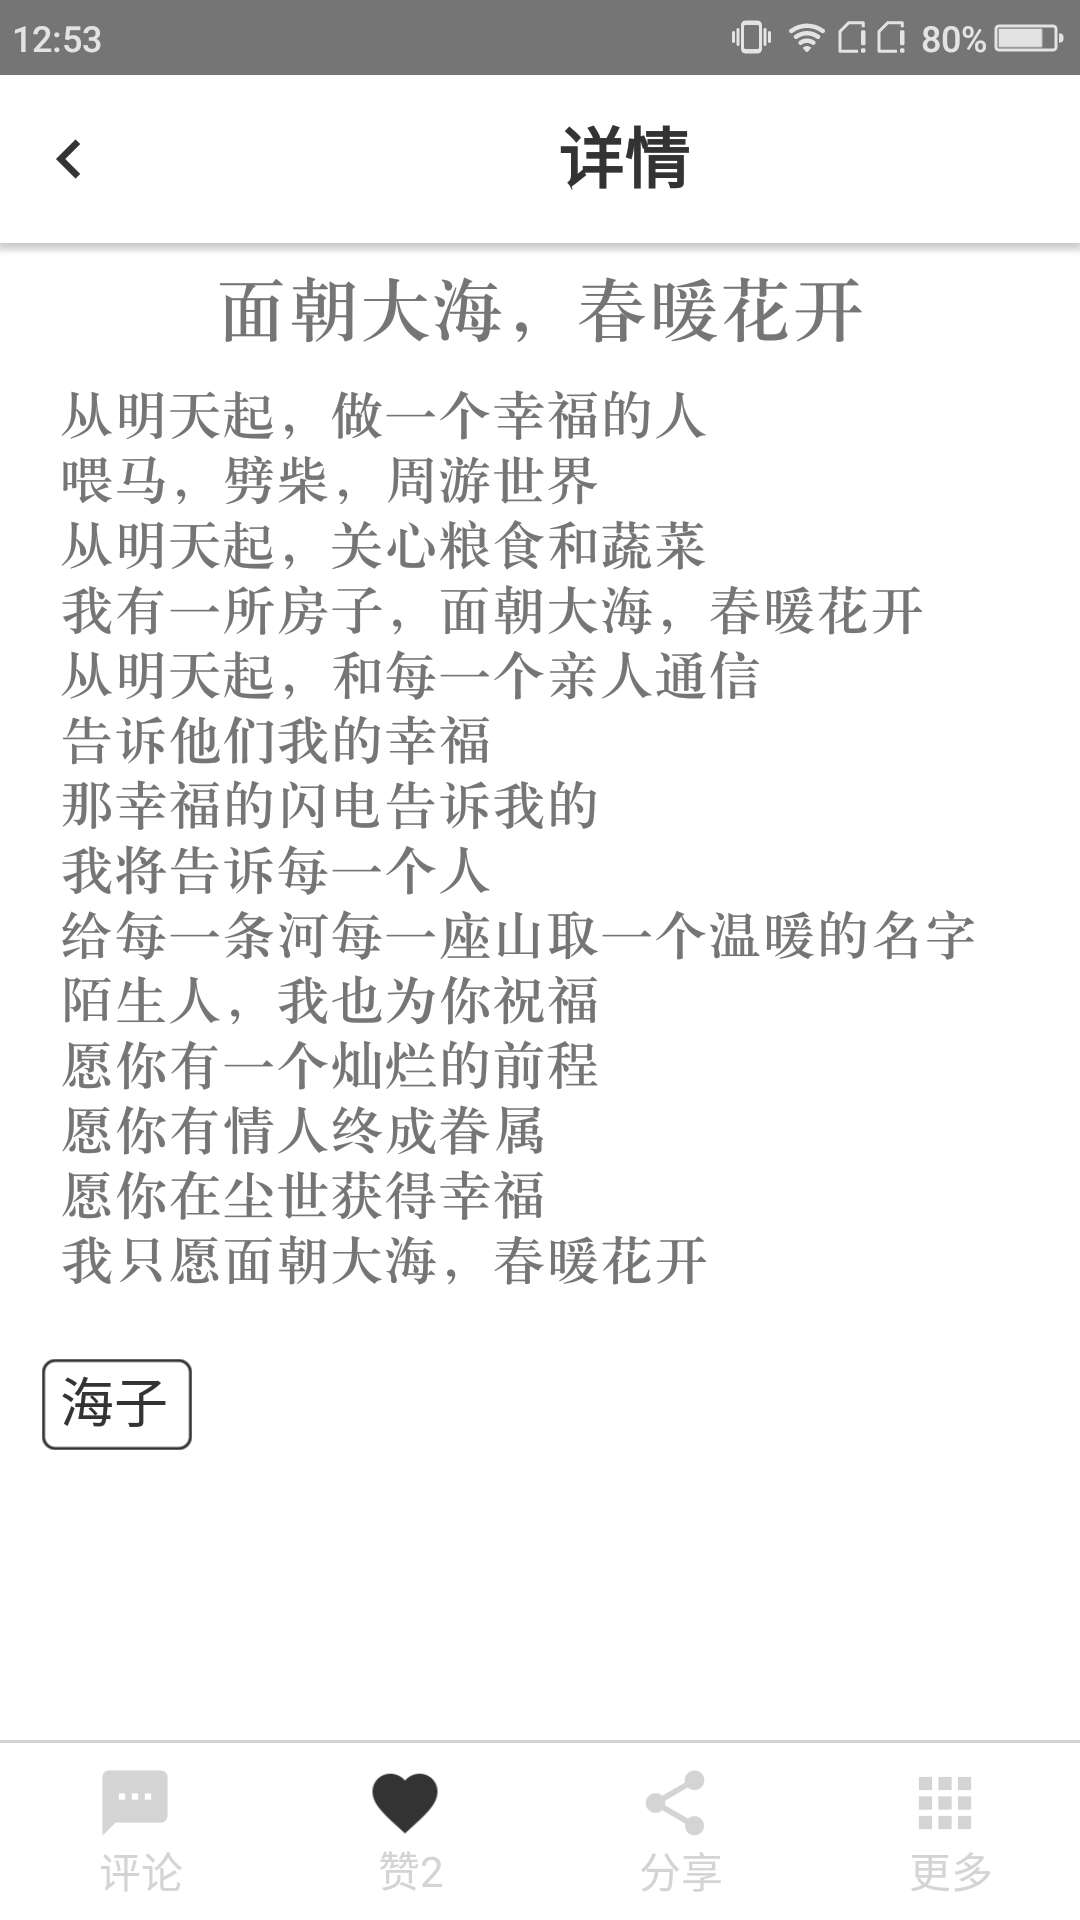 12:53
80%
详情
面朝大海，春暖花开
从明天起，做一个幸福的人
喂马，劈柴，周游世界
从明天起，关心粮食和蔬菜
我有一所房子，面朝大海，春暖花开
从明天起，和每一个亲人通信
告诉他们我的幸福
那幸福的闪电告诉我的
我将告诉每一个人
给每一条河每一座山取一个温暖的名字
陌生人，我也为你祝福
愿你有一个灿烂的前程
愿你有情人终成眷属
愿你在尘世获得幸福
我只愿面朝大海，春暖花开
海子
评论
赞2
分享
更多